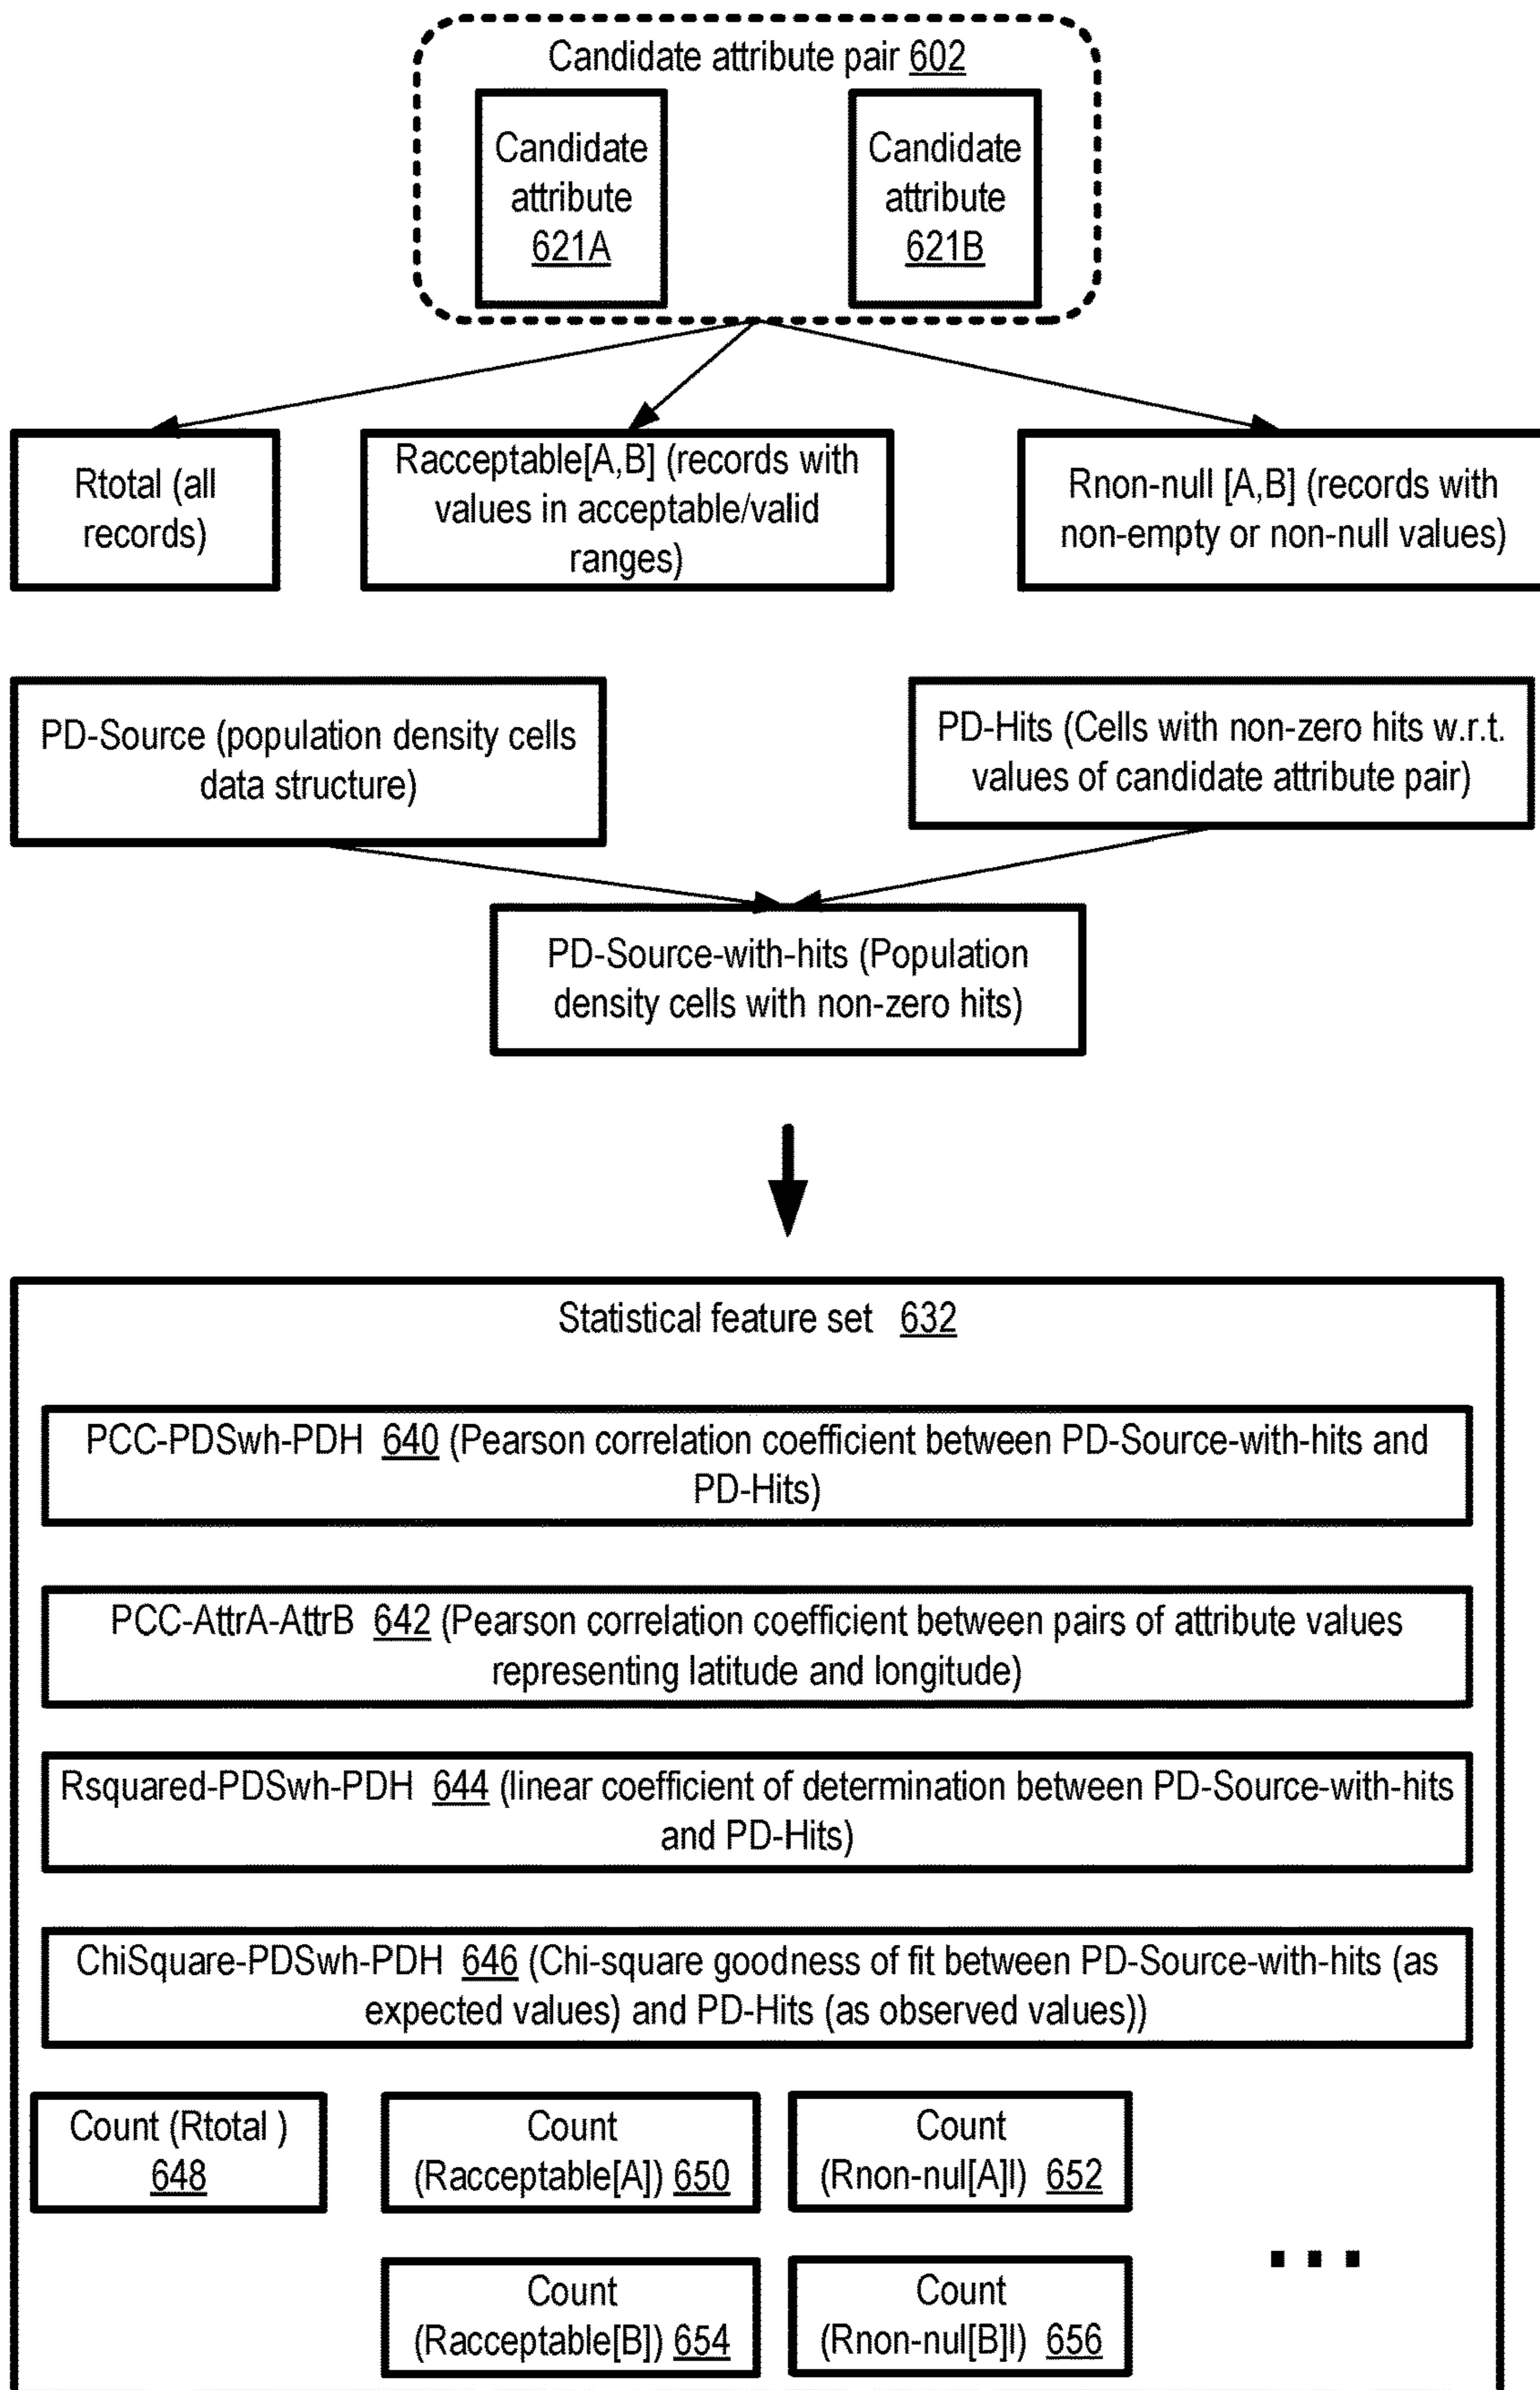 Candidate attribute pair 602
Candidate
attribute
621A
Candidate
attribute
621B
Rtotal (all
records)
Racceptable[A,B] (records with
values in acceptable/valid
ranges)
Rnon-null [A,B] (records with
non-empty or non-null values)
PD-Source (population density cells
data structure)
PD-Hits (Cells with non-zero hits w.r.t.
values of candidate attribute pair)
PD-Source-with-hits (Population
density cells with non-zero hits)
Statistical feature set 632
PCC-PDSwh-PDH 640 (Pearson correlation coefficient between PD-Source-with-hits and
PD-Hits)
PCC-AttrA-AttrB 642 (Pearson correlation coefficient between pairs of attribute values
representing latitude and longitude)
Rsquared-PDSwh-PDH 644 (linear coefficient of determination between PD-Source-with-hits
and PD-Hits)
ChiSquare-PDSwh-PDH 646 (Chi-square goodness of fit between PD-Source-with-hits (as
expected values) and PD-Hits (as observed values))
Count (Rtotal )
648
Count
(Racceptable[A]) 650
Count
(Rnon-nul[A]l) 652
Count
(Racceptable[B]) 654
Count
(Rnon-nul[B]l) 656
...